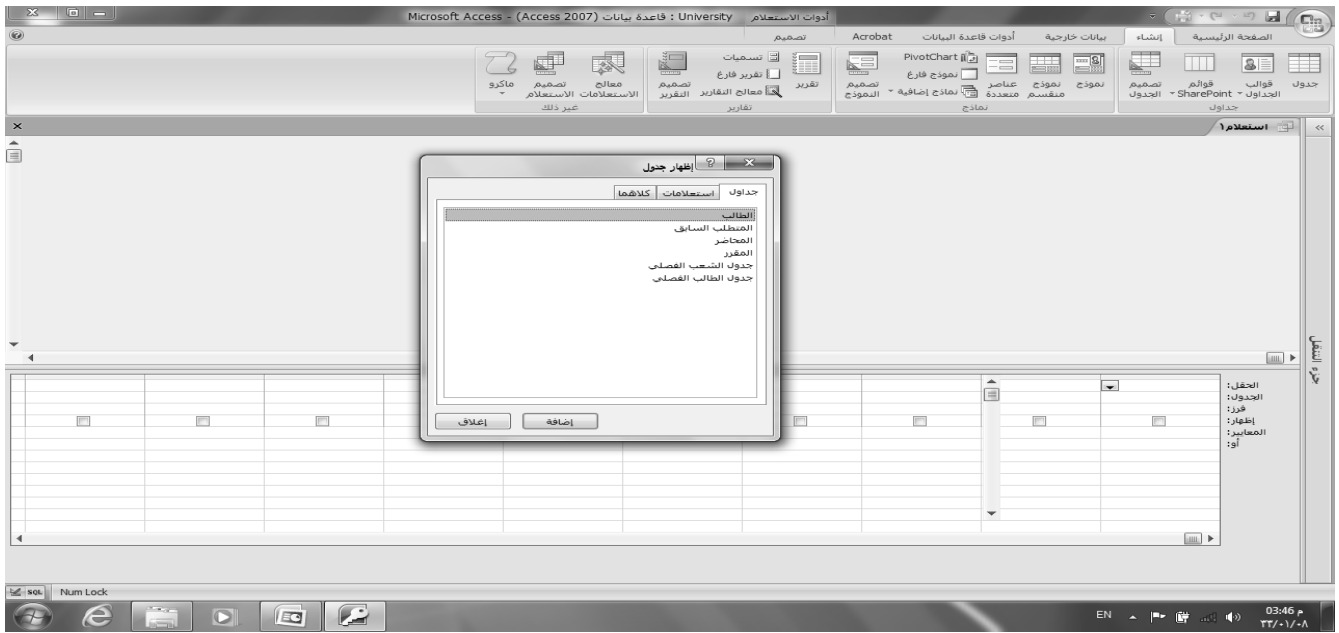 أدوات الاستعلام University : قاعدة بيانات (Access 2007) - Microsoft Access
الصفحة الرئيسية إنشاء بيانات خارجية أدوات قاعدة البيانات Acrobat تصميم
جدول
قوالب الجداول
قوائم SharePoint
تصميم الجدول
جداول
نموذج
نموذج منقسم
عناصر متعددة
PivotChart
نموذج فارغ
نماذج إضافية
تصميم النموذج
نماذج
تقرير
تسميات
تقرير فارغ
معالج التقارير
تصميم التقرير
تقارير
معالج الاستعلامات
تصميم الاستعلام
ماكرو
غير ذلك
استعلام١
إظهار جدول
جداول استعلامات كلاهما
الطالب
المتطلب السابق
المحاضر
المقرر
جدول الشعب الفصلي
جدول الطالب الفصلي
إضافة إغلاق
جزء التنقل
الحقل:
الجدول:
فرز:
إظهار:
المعايير:
أو:
Num Lock SQL
EN
03:46 م
٣٣/٠١/٠٨